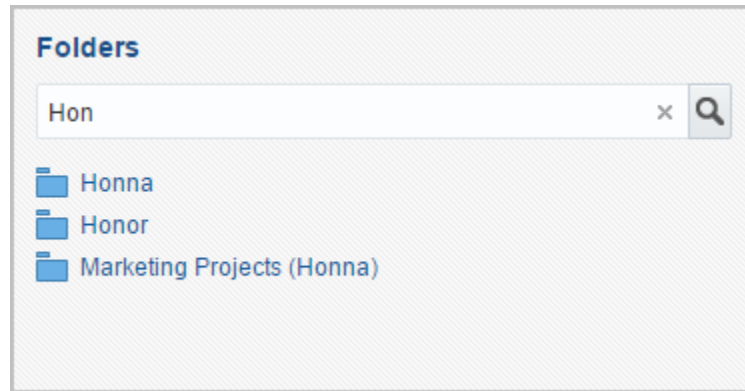 Folders
Hon
Honna
Honor
Marketing Projects (Honna)